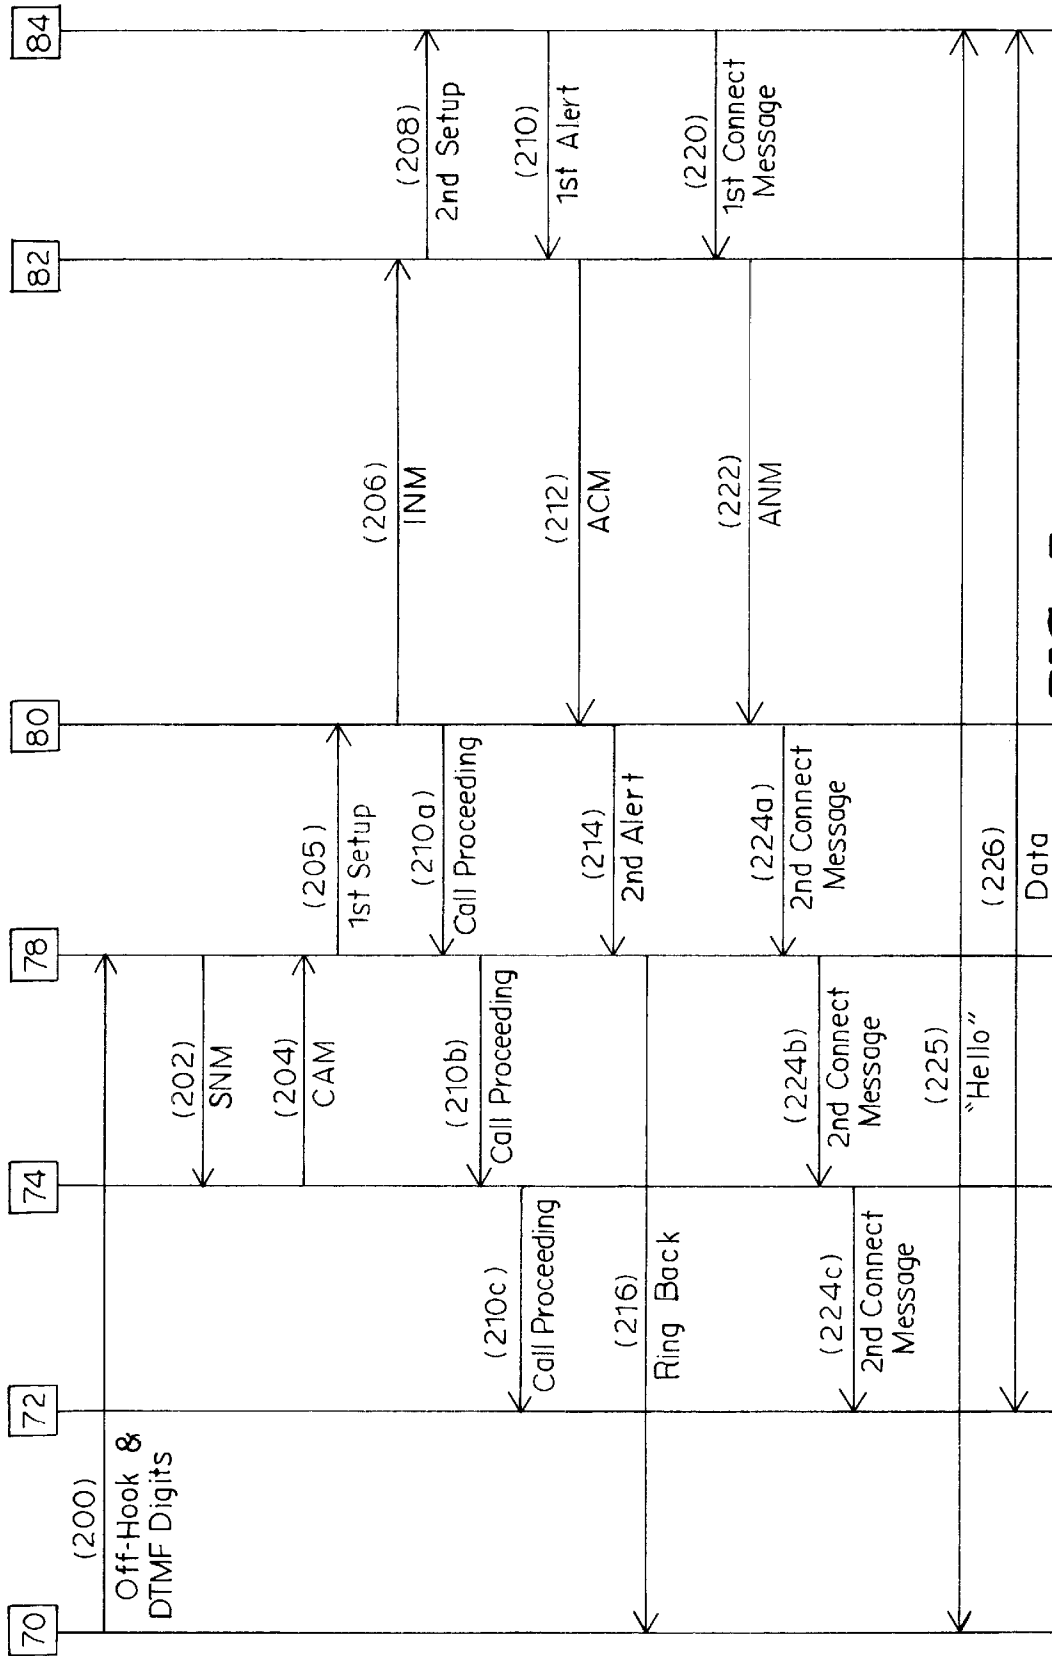 70
72
74
78
80
82
84
(200)
Off-Hook &
DTMF Digits
(202)
SNM
(204)
CAM
(205)
1st Setup
(206)
INM
(208)
2nd Setup
(210a)
Call Proceeding
(210b)
Call Proceeding
(210c)
Call Proceeding
(210)
1st Alert
(212)
ACM
(214)
2nd Alert
(216)
Ring Back
(220)
1st Connect
Message
(222)
ANM
(224a)
2nd Connect
Message
(224b)
2nd Connect
Message
(224c)
2nd Connect
Message
(225)
"Hello"
(226)
Data